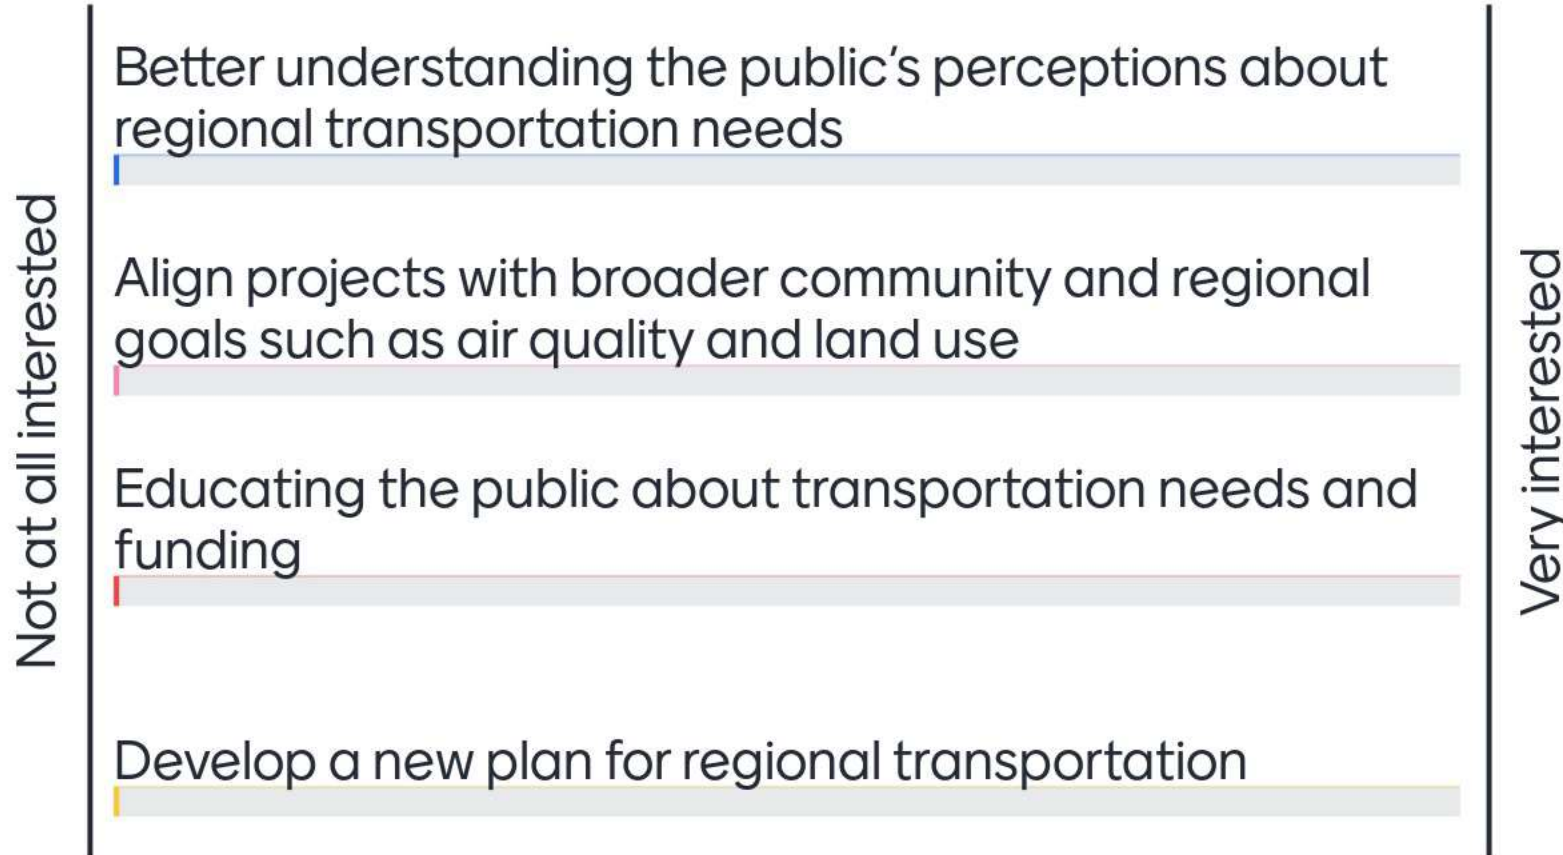 Not at all interested
Better understanding the public’s perceptions about
regional transportation needs
Align projects with broader community and regional
goals such as air quality and land use
Educating the public about transportation needs and
funding
Develop a new plan for regional transportation
Very interested